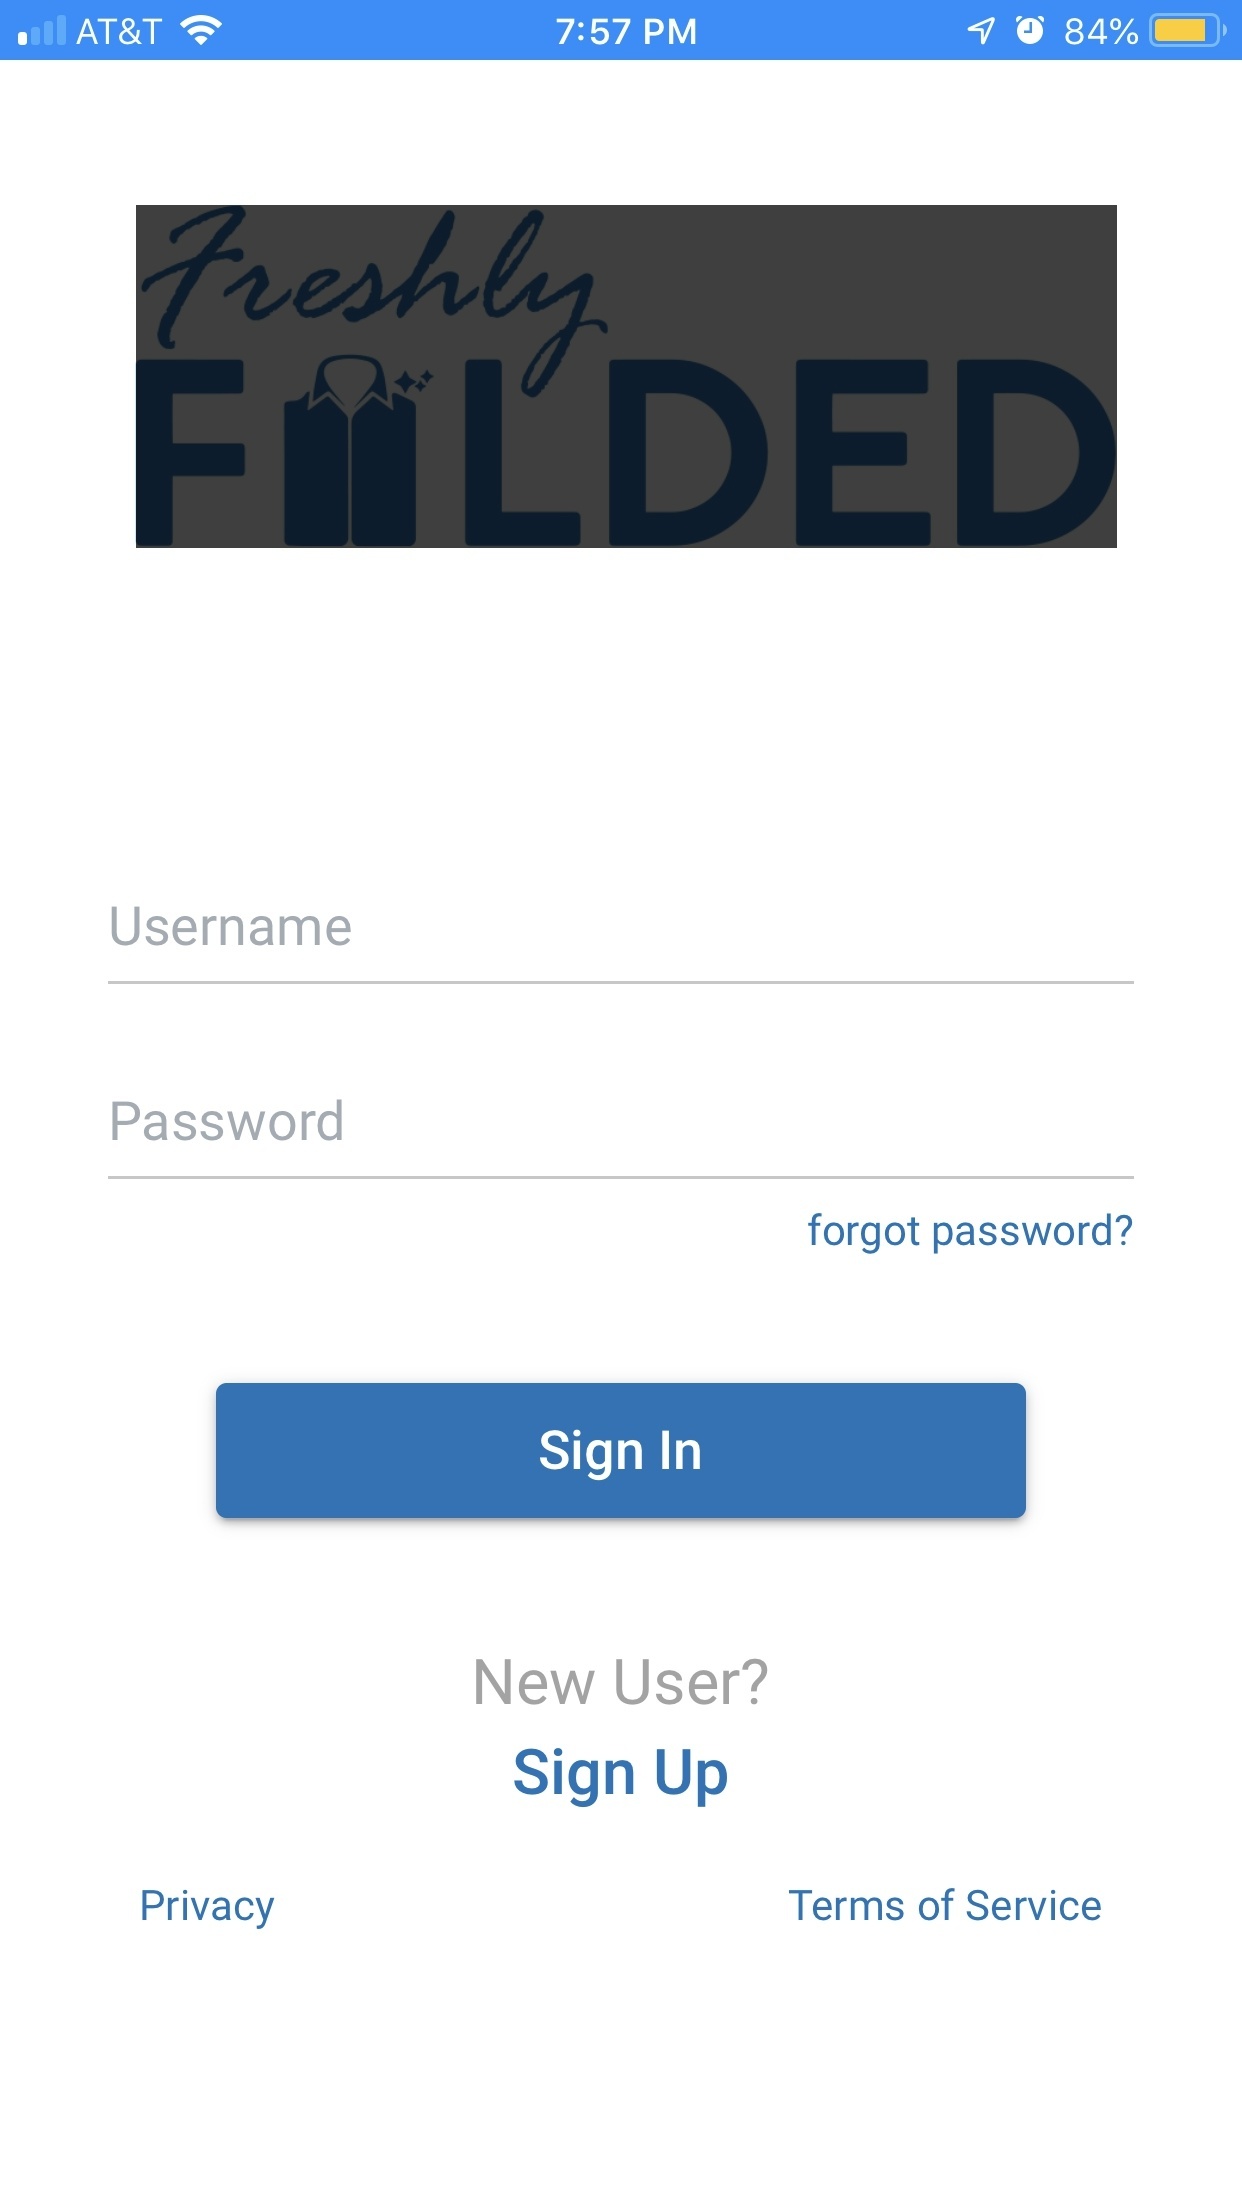 AT&T 7:57 PM 84%
Freshly
FOLDED
Username
Password
forgot password?
Sign In
New User?
Sign Up
Privacy Terms of Service